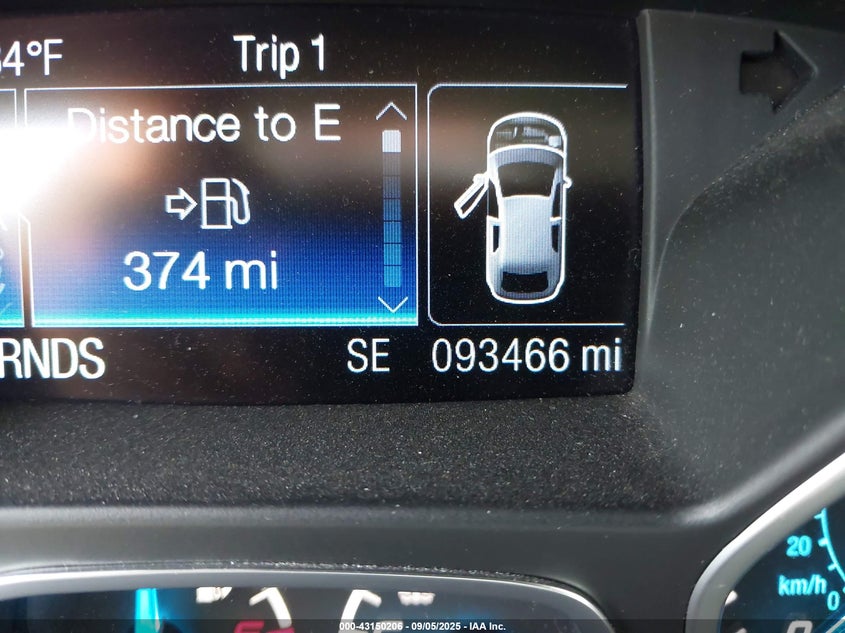 34°F
Trip 1
Distance to E
374 mi
RNDS
SE
093466 mi
20
km/h
0
000-43150206 - 09/05/2025 - IAA Inc.